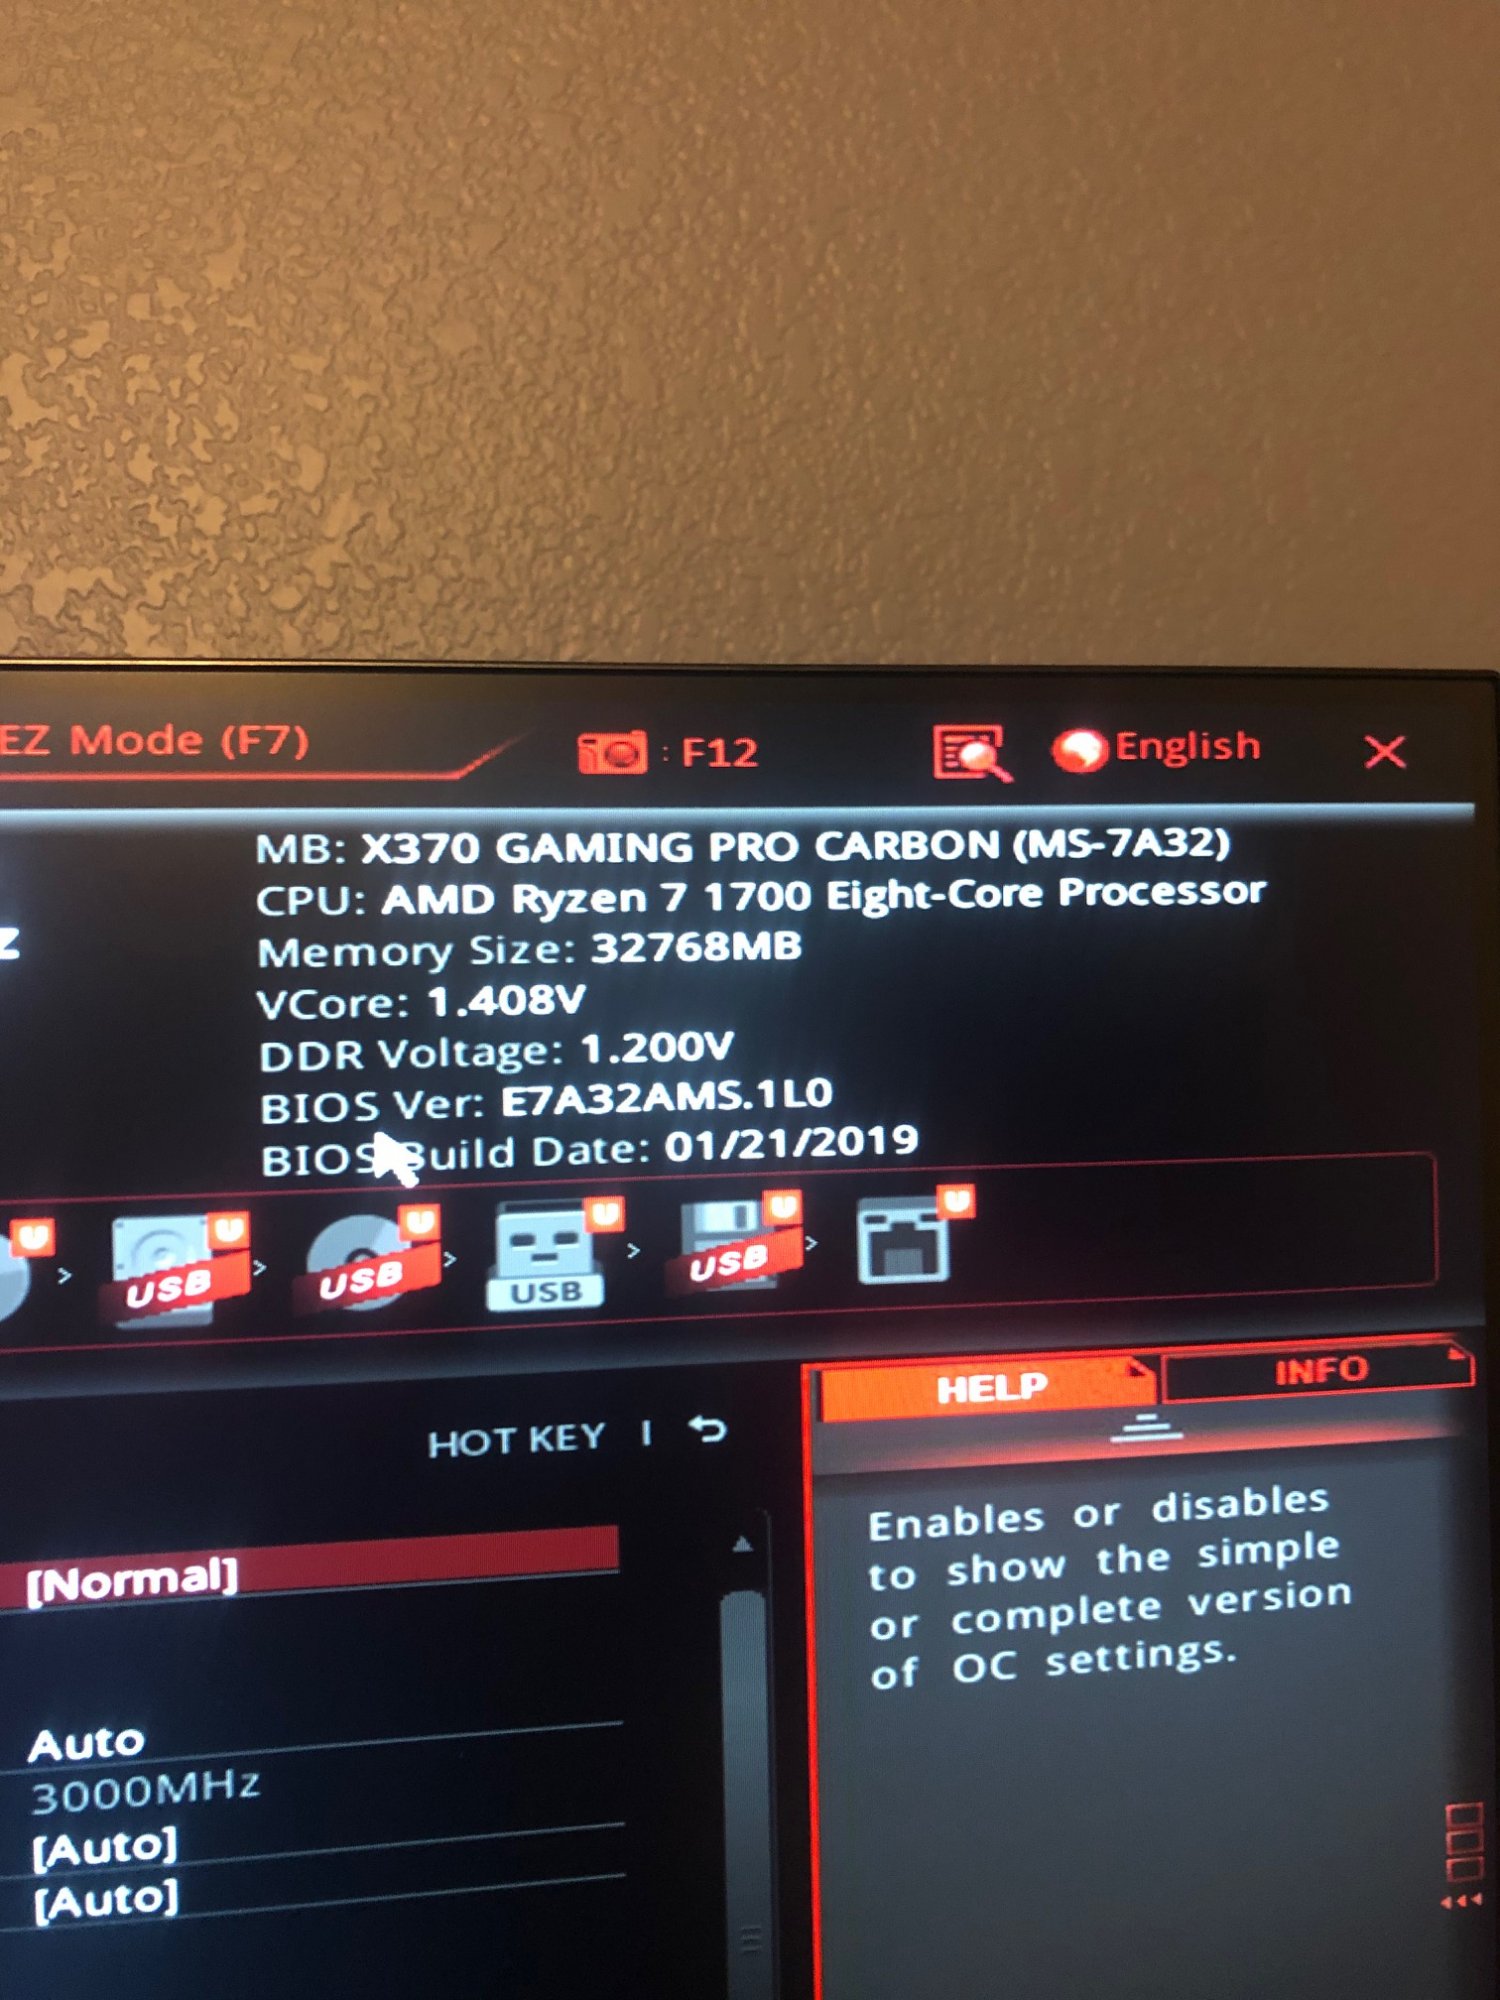 EZ Mode (F7)
: F12
English
MB: X370 GAMING PRO CARBON (MS-7A32)
CPU: AMD Ryzen 7 1700 Eight-Core Processor
Memory Size: 32768MB
VCore: 1.408V
DDR Voltage: 1.200V
BIOS Ver: E7A32AMS.1L0
BIOS Build Date: 01/21/2019
z
U U U U U U
USB USB USB USB
HELP
INFO
HOT KEY
Enables or disables
to show the simple
or complete version
of OC settings.
[Normal]
Auto
3000MHz
[Auto]
[Auto]